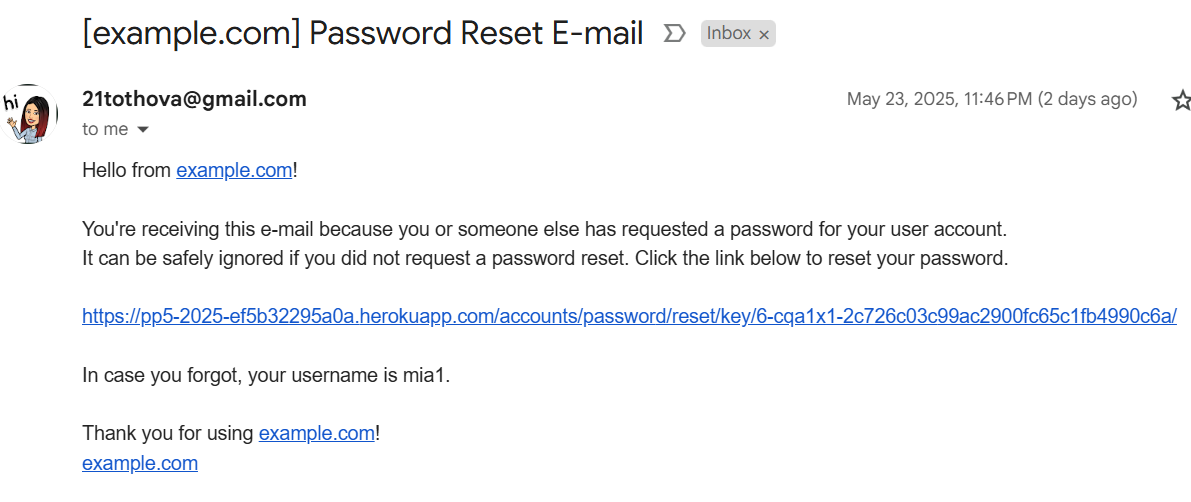 [example.com] Password Reset E-mail Inbox ×
hi
21tothova@gmail.com May 23, 2025, 11:46 PM (2 days ago)
to me
Hello from example.com!
You're receiving this e-mail because you or someone else has requested a password for your user account.
It can be safely ignored if you did not request a password reset. Click the link below to reset your password.
https://pp5-2025-ef5b32295a0a.herokuapp.com/accounts/password/reset/key/6-cqa1x1-2c726c03c99ac2900fc65c1fb4990c6a/
In case you forgot, your username is mia1.
Thank you for using example.com!
example.com